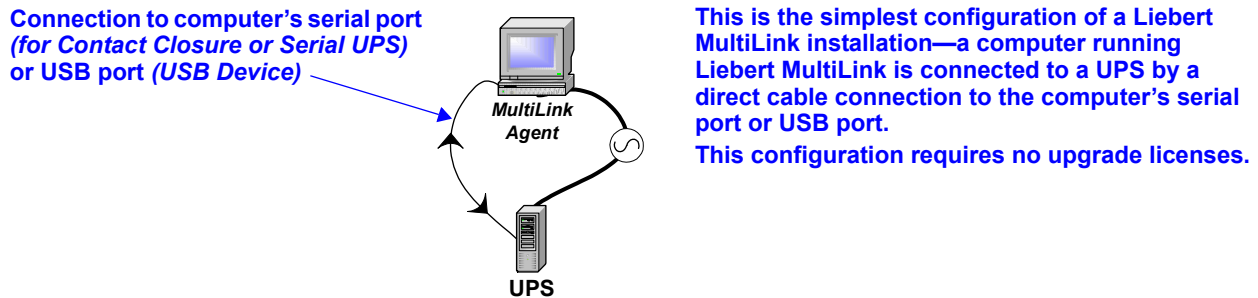 Connection to computer's serial port
(for Contact Closure or Serial UPS)
or USB port (USB Device)
MultiLink
Agent
UPS
This is the simplest configuration of a Liebert
MultiLink installation—a computer running
Liebert MultiLink is connected to a UPS by a
direct cable connection to the computer's serial
port or USB port.
This configuration requires no upgrade licenses.